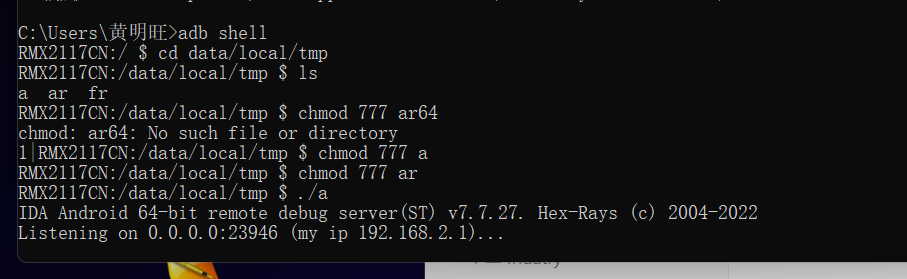 C:\Users\黄明旺>adb shell
RMX2117CN:/ $ cd data/local/tmp
RMX2117CN:/data/local/tmp $ ls
a  ar  fr
RMX2117CN:/data/local/tmp $ chmod 777 ar64
chmod: ar64: No such file or directory
1|RMX2117CN:/data/local/tmp $ chmod 777 a
RMX2117CN:/data/local/tmp $ chmod 777 ar
RMX2117CN:/data/local/tmp $ ./a
IDA Android 64-bit remote debug server(ST) v7.7.27. Hex-Rays (c) 2004-2022
Listening on 0.0.0.0:23946 (my ip 192.168.2.1)...